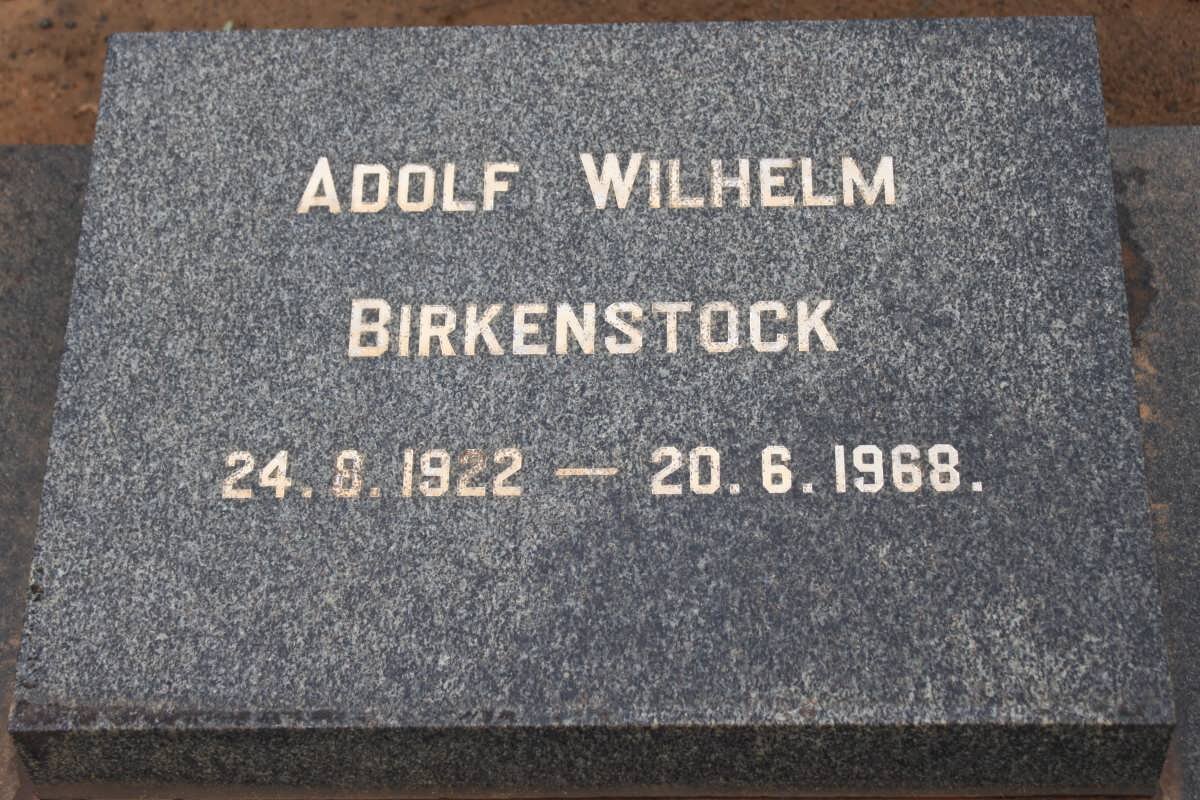 ADOLF WILHELM
BIRKENSTOCK
24.8.1922 — 20.6.1968.